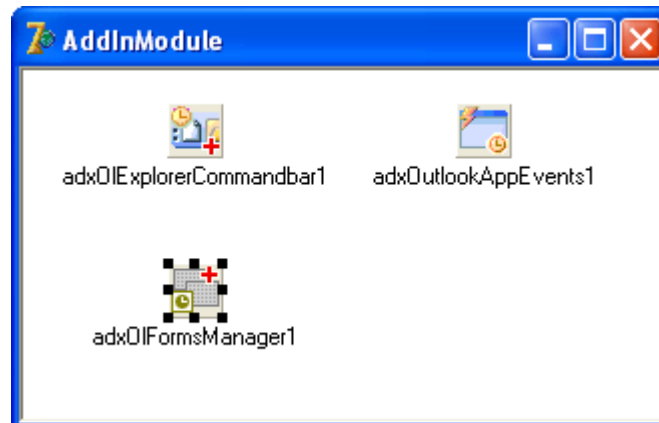 AddInModule
adxOlExplorerCommandbar1
adxOutlookAppEvents1
adxOlFormsManager1